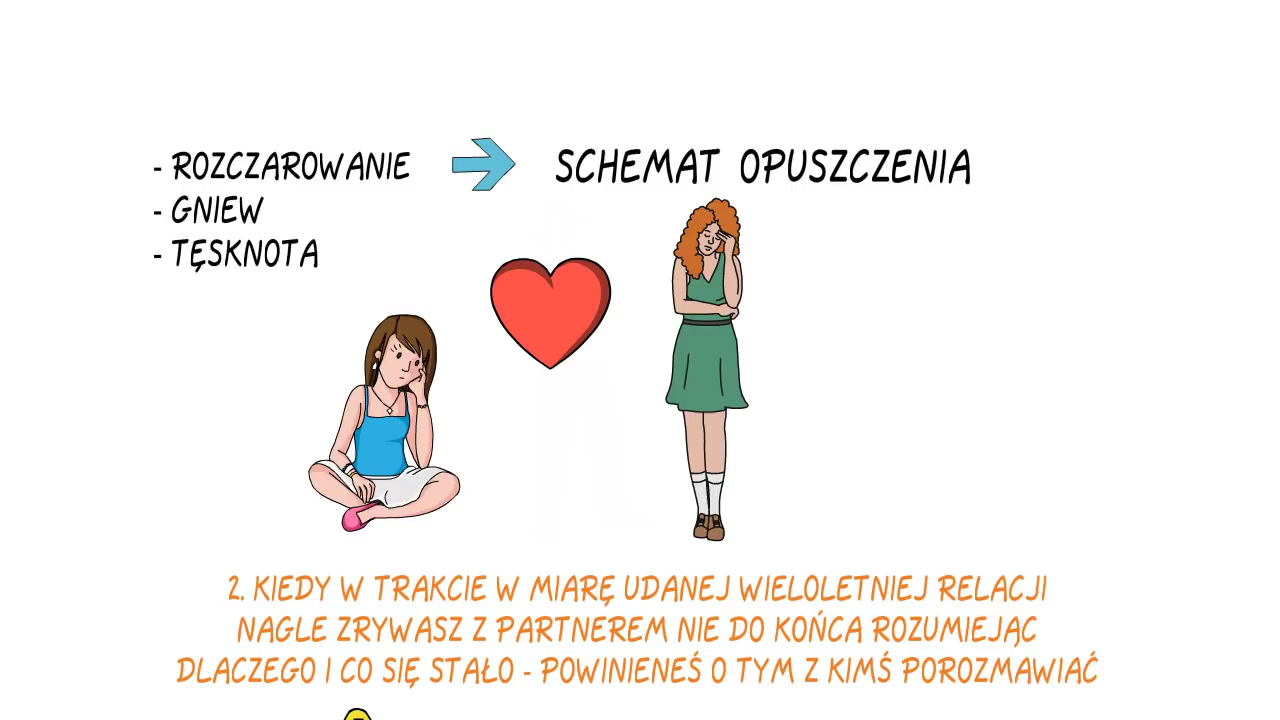 - ROZCZAROWANIE
SCHEMAT OPUSZCZENIA
- GNIEW
- TĘSKNOTA
2. KIEDY W TRAKCIE W MIARĘ UDANEJ WIELOLETNIEJ RELACJI
NAGLE ZRYWASZ Z PARTNEREM NIE DO KOŃCA ROZUMIEJĄC
DLACZEGO I CO SIĘ STAŁO - POWINIENEŚ O TYM Z KIMŚ POROZMAWIAĆ